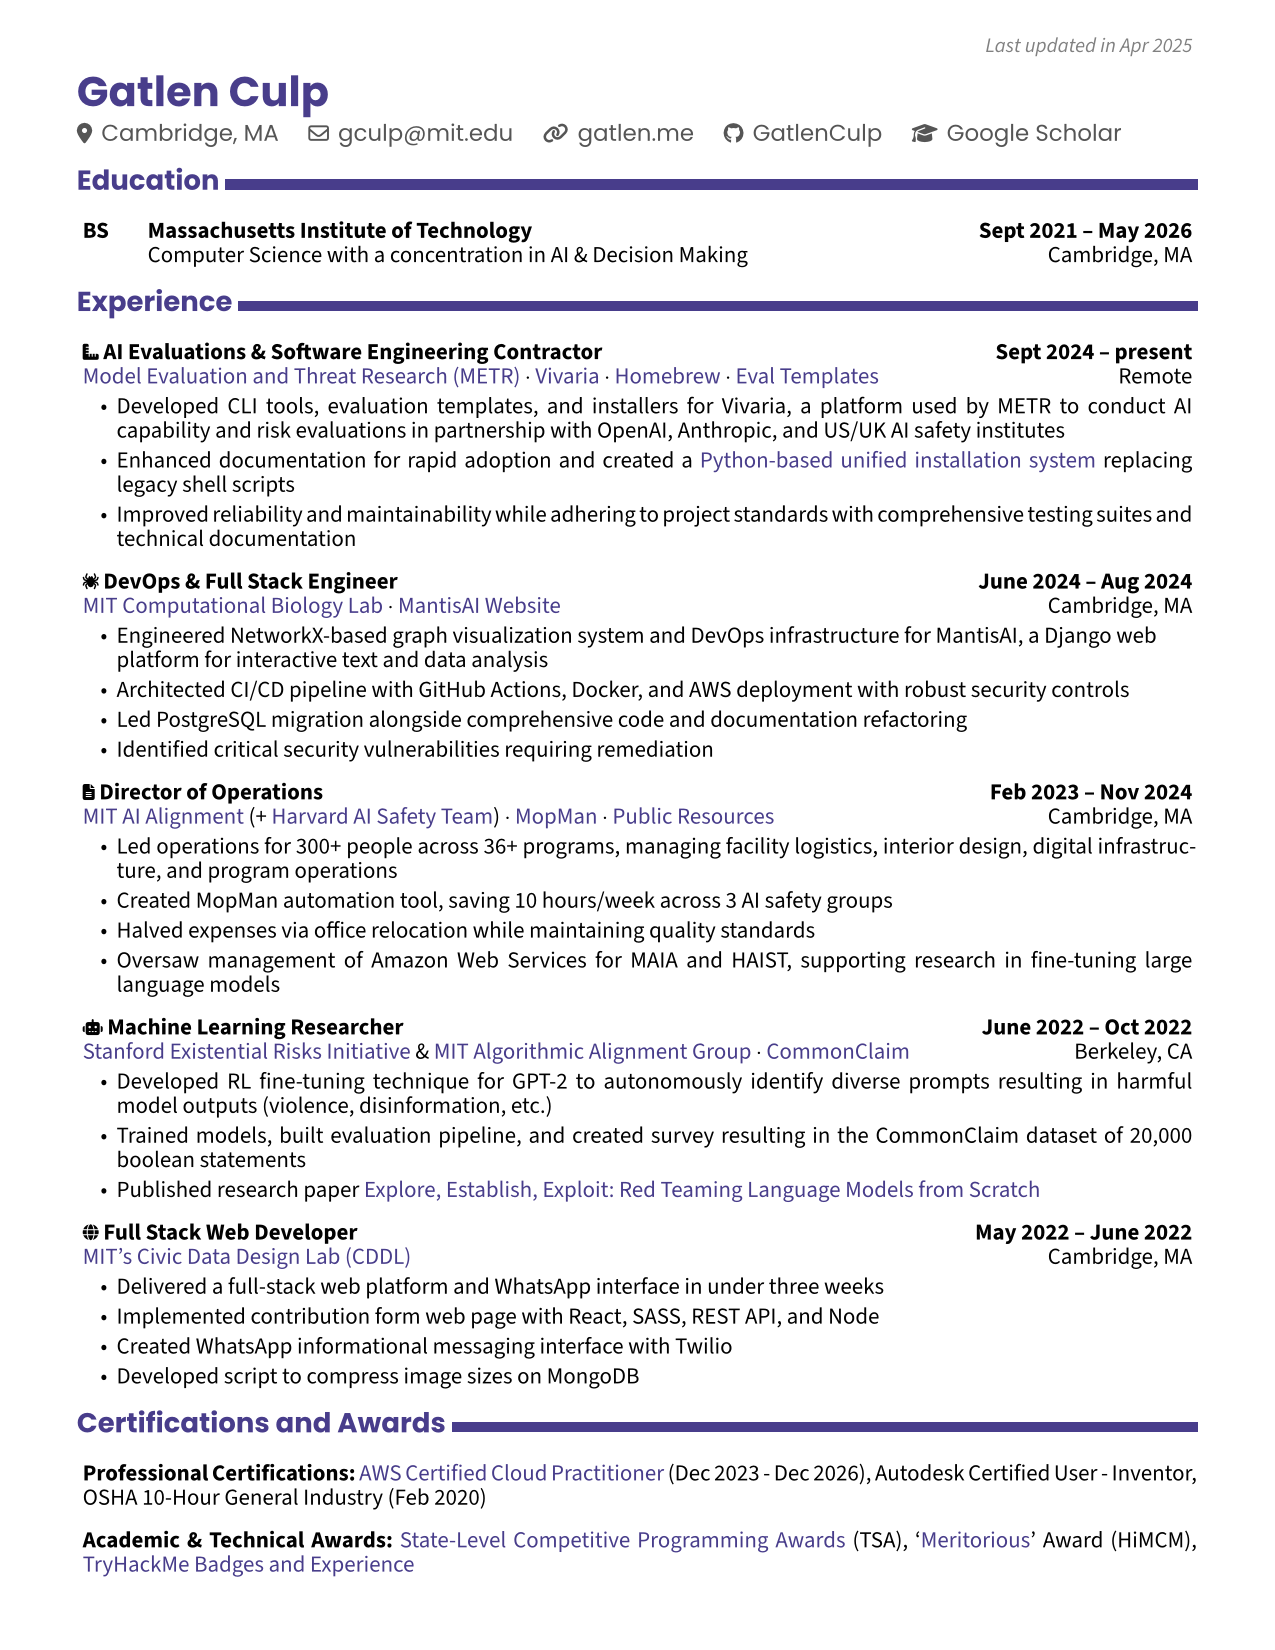 Last updated in Apr 2025
Gatlen Culp
Cambridge, MA gculp@mit.edu gatlen.me GatlenCulp Google Scholar
Education
BS Massachusetts Institute of Technology Sept 2021 – May 2026
Computer Science with a concentration in AI & Decision Making Cambridge, MA
Experience
AI Evaluations & Software Engineering Contractor Sept 2024 – present
Model Evaluation and Threat Research (METR) · Vivaria · Homebrew · Eval Templates Remote
• Developed CLI tools, evaluation templates, and installers for Vivaria, a platform used by METR to conduct AI
capability and risk evaluations in partnership with OpenAI, Anthropic, and US/UK AI safety institutes
• Enhanced documentation for rapid adoption and created a Python-based unified installation system replacing
legacy shell scripts
• Improved reliability and maintainability while adhering to project standards with comprehensive testing suites and
technical documentation
DevOps & Full Stack Engineer June 2024 – Aug 2024
MIT Computational Biology Lab · MantisAI Website Cambridge, MA
• Engineered NetworkX-based graph visualization system and DevOps infrastructure for MantisAI, a Django web
platform for interactive text and data analysis
• Architected CI/CD pipeline with GitHub Actions, Docker, and AWS deployment with robust security controls
• Led PostgreSQL migration alongside comprehensive code and documentation refactoring
• Identified critical security vulnerabilities requiring remediation
Director of Operations Feb 2023 – Nov 2024
MIT AI Alignment (+ Harvard AI Safety Team) · MopMan · Public Resources Cambridge, MA
• Led operations for 300+ people across 36+ programs, managing facility logistics, interior design, digital infrastruc-
ture, and program operations
• Created MopMan automation tool, saving 10 hours/week across 3 AI safety groups
• Halved expenses via office relocation while maintaining quality standards
• Oversaw management of Amazon Web Services for MAIA and HAIST, supporting research in fine-tuning large
language models
Machine Learning Researcher June 2022 – Oct 2022
Stanford Existential Risks Initiative & MIT Algorithmic Alignment Group · CommonClaim Berkeley, CA
• Developed RL fine-tuning technique for GPT-2 to autonomously identify diverse prompts resulting in harmful
model outputs (violence, disinformation, etc.)
• Trained models, built evaluation pipeline, and created survey resulting in the CommonClaim dataset of 20,000
boolean statements
• Published research paper Explore, Establish, Exploit: Red Teaming Language Models from Scratch
Full Stack Web Developer May 2022 – June 2022
MIT’s Civic Data Design Lab (CDDL) Cambridge, MA
• Delivered a full-stack web platform and WhatsApp interface in under three weeks
• Implemented contribution form web page with React, SASS, REST API, and Node
• Created WhatsApp informational messaging interface with Twilio
• Developed script to compress image sizes on MongoDB
Certifications and Awards
Professional Certifications: AWS Certified Cloud Practitioner (Dec 2023 - Dec 2026), Autodesk Certified User - Inventor,
OSHA 10-Hour General Industry (Feb 2020)
Academic & Technical Awards: State-Level Competitive Programming Awards (TSA), ‘Meritorious’ Award (HiMCM),
TryHackMe Badges and Experience